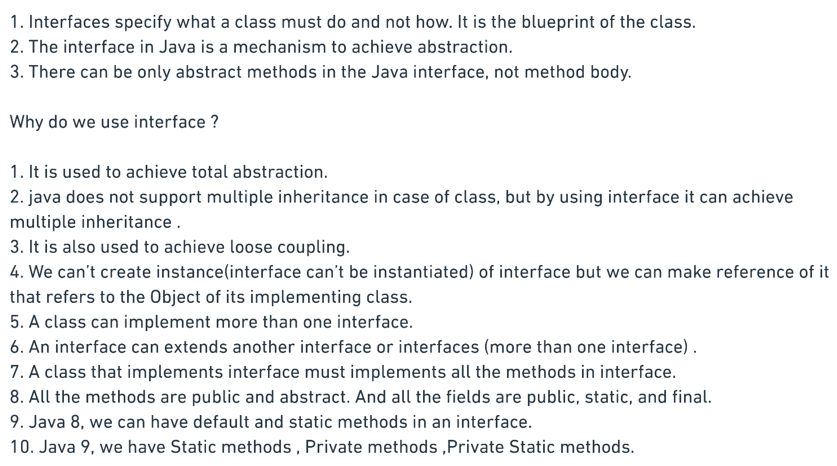 1. Interfaces specify what a class must do and not how. It is the blueprint of the class.
2. The interface in Java is a mechanism to achieve abstraction.
3. There can be only abstract methods in the Java interface, not method body.
Why do we use interface ?
1. It is used to achieve total abstraction.
2. java does not support multiple inheritance in case of class, but by using interface it can achieve
multiple inheritance .
3. It is also used to achieve loose coupling.
4. We can't create instance(interface can't be instantiated) of interface but we can make reference of it
that refers to the Object of its implementing class.
5. A class can implement more than one interface.
6. An interface can extends another interface or interfaces (more than one interface) .
7. A class that implements interface must implements all the methods in interface.
8. All the methods are public and abstract. And all the fields are public, static, and final.
9. Java 8, we can have default and static methods in an interface.
10. Java 9, we have Static methods , Private methods ,Private Static methods.